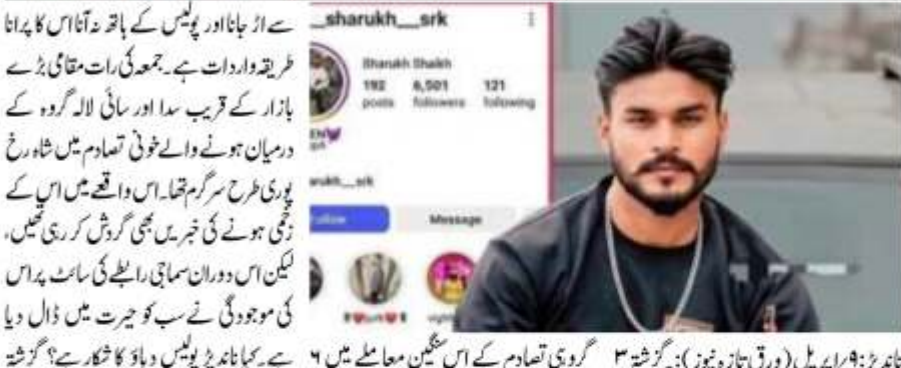 سے اڑ جانا اور پولیس کے ہاتھ نہ آنا اس کا پرانا
طریقہ واردات ہے۔ جمعہ کی رات مقامی بڑے
بازار کے قریب سدا اور سائی لالہ گروہ کے
درمیان ہونے والے خونی تصادم میں شاہ رخ
پوری طرح سرگرم تھا۔ اس واقعے میں اس کے
زخمی ہونے کی خبریں بھی گردش کر رہی تھیں،
لیکن اس دوران سماجی رابطے کی سائٹ پر اس
کی موجودگی نے سب کو حیرت میں ڈال دیا
ہے۔ کیا ناندیڑ پولیس دباؤ کا شکار ہے؟ گزشتہ
__sharukh__srk
Sharukh Shaikh
192 6,501 121
posts followers following
Follow Message
گروہی تصادم کے اس سنگین معاملے میں ۶
ناندیڑ:۹/اپریل (ورق تازہ نیوز):۔ گزشتہ ۳